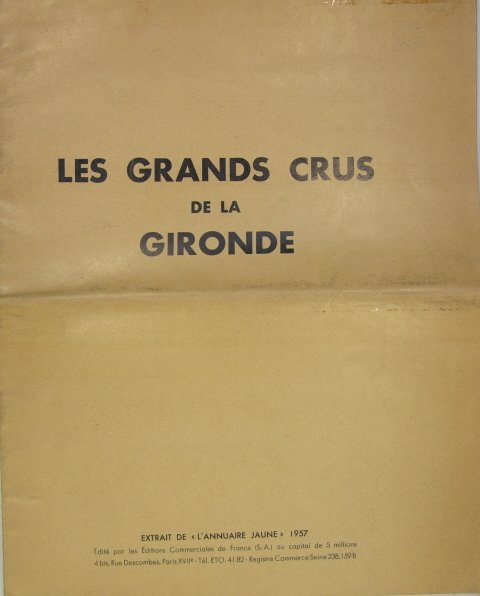 LES GRANDS CRUS
DE LA
GIRONDE
EXTRAIT DE « L'ANNUAIRE JAUNE » 1957
Édité par les Éditions Commerciales de France (S.A.) au capital de 5 millions
4 bis, Rue Descombes, Paris XVIIe - Tél. ETO. 41.82 - Registre Commerce Seine 238,159 B